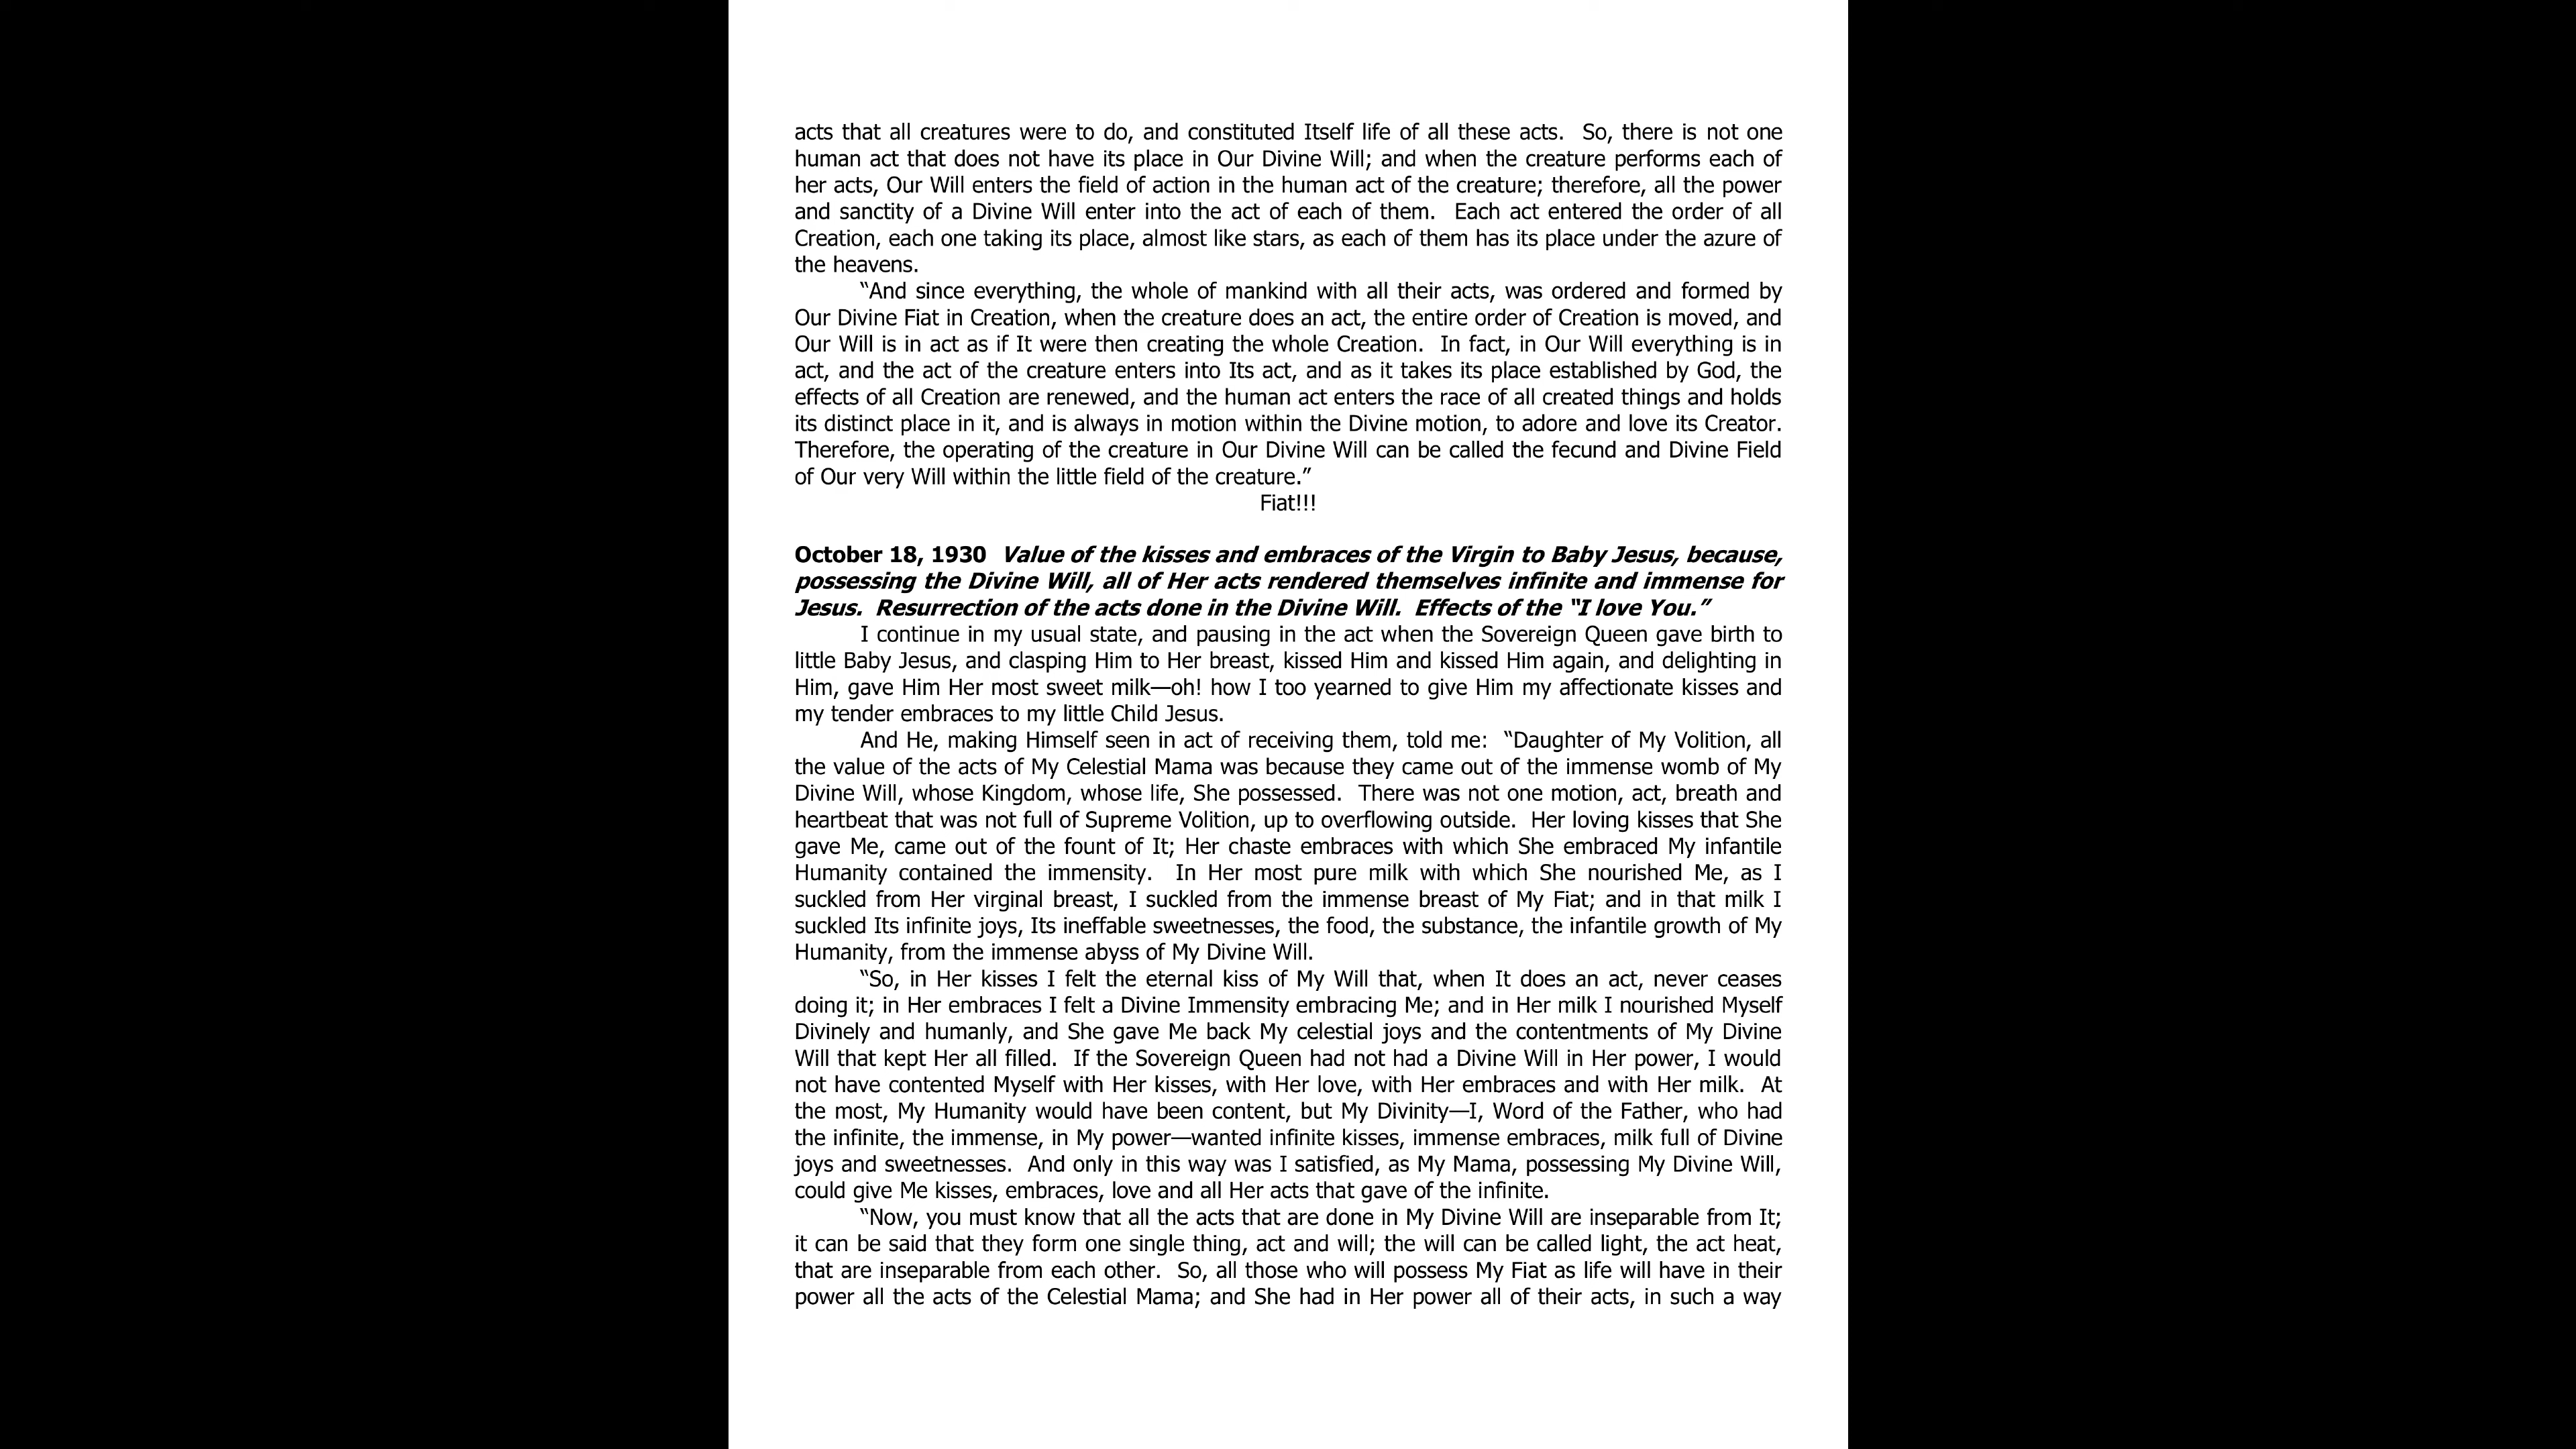 acts that all creatures were to do, and constituted Itself life of all these acts.  So, there is not one
human act that does not have its place in Our Divine Will; and when the creature performs each of
her acts, Our Will enters the field of action in the human act of the creature; therefore, all the power
and sanctity of a Divine Will enter into the act of each of them.  Each act entered the order of all
Creation, each one taking its place, almost like stars, as each of them has its place under the azure of
the heavens.
“And since everything, the whole of mankind with all their acts, was ordered and formed by
Our Divine Fiat in Creation, when the creature does an act, the entire order of Creation is moved, and
Our Will is in act as if It were then creating the whole Creation.  In fact, in Our Will everything is in
act, and the act of the creature enters into Its act, and as it takes its place established by God, the
effects of all Creation are renewed, and the human act enters the race of all created things and holds
its distinct place in it, and is always in motion within the Divine motion, to adore and love its Creator.
Therefore, the operating of the creature in Our Divine Will can be called the fecund and Divine Field
of Our very Will within the little field of the creature.”
Fiat!!!
October 18, 1930  Value of the kisses and embraces of the Virgin to Baby Jesus, because,
possessing the Divine Will, all of Her acts rendered themselves infinite and immense for
Jesus.  Resurrection of the acts done in the Divine Will.  Effects of the “I love You.”
I continue in my usual state, and pausing in the act when the Sovereign Queen gave birth to
little Baby Jesus, and clasping Him to Her breast, kissed Him and kissed Him again, and delighting in
Him, gave Him Her most sweet milk—oh! how I too yearned to give Him my affectionate kisses and
my tender embraces to my little Child Jesus.
And He, making Himself seen in act of receiving them, told me:  “Daughter of My Volition, all
the value of the acts of My Celestial Mama was because they came out of the immense womb of My
Divine Will, whose Kingdom, whose life, She possessed.  There was not one motion, act, breath and
heartbeat that was not full of Supreme Volition, up to overflowing outside.  Her loving kisses that She
gave Me, came out of the fount of It; Her chaste embraces with which She embraced My infantile
Humanity contained the immensity.  In Her most pure milk with which She nourished Me, as I
suckled from Her virginal breast, I suckled from the immense breast of My Fiat; and in that milk I
suckled Its infinite joys, Its ineffable sweetnesses, the food, the substance, the infantile growth of My
Humanity, from the immense abyss of My Divine Will.
“So, in Her kisses I felt the eternal kiss of My Will that, when It does an act, never ceases
doing it; in Her embraces I felt a Divine Immensity embracing Me; and in Her milk I nourished Myself
Divinely and humanly, and She gave Me back My celestial joys and the contentments of My Divine
Will that kept Her all filled.  If the Sovereign Queen had not had a Divine Will in Her power, I would
not have contented Myself with Her kisses, with Her love, with Her embraces and with Her milk.  At
the most, My Humanity would have been content, but My Divinity—I, Word of the Father, who had
the infinite, the immense, in My power—wanted infinite kisses, immense embraces, milk full of Divine
joys and sweetnesses.  And only in this way was I satisfied, as My Mama, possessing My Divine Will,
could give Me kisses, embraces, love and all Her acts that gave of the infinite.
“Now, you must know that all the acts that are done in My Divine Will are inseparable from It;
it can be said that they form one single thing, act and will; the will can be called light, the act heat,
that are inseparable from each other.  So, all those who will possess My Fiat as life will have in their
power all the acts of the Celestial Mama; and She had in Her power all of their acts, in such a way